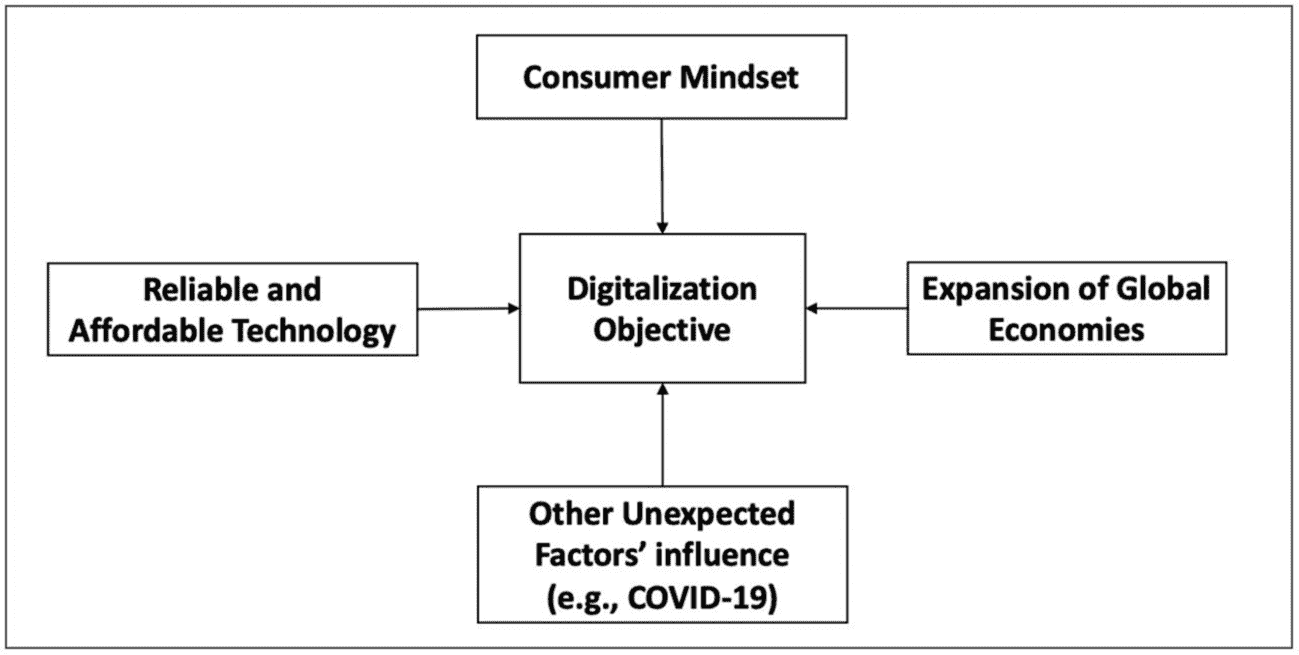 Consumer Mindset
Reliable and
Affordable Technology
Digitalization
Objective
Expansion of Global
Economies
Other Unexpected
Factors’ influence
(e.g., COVID-19)